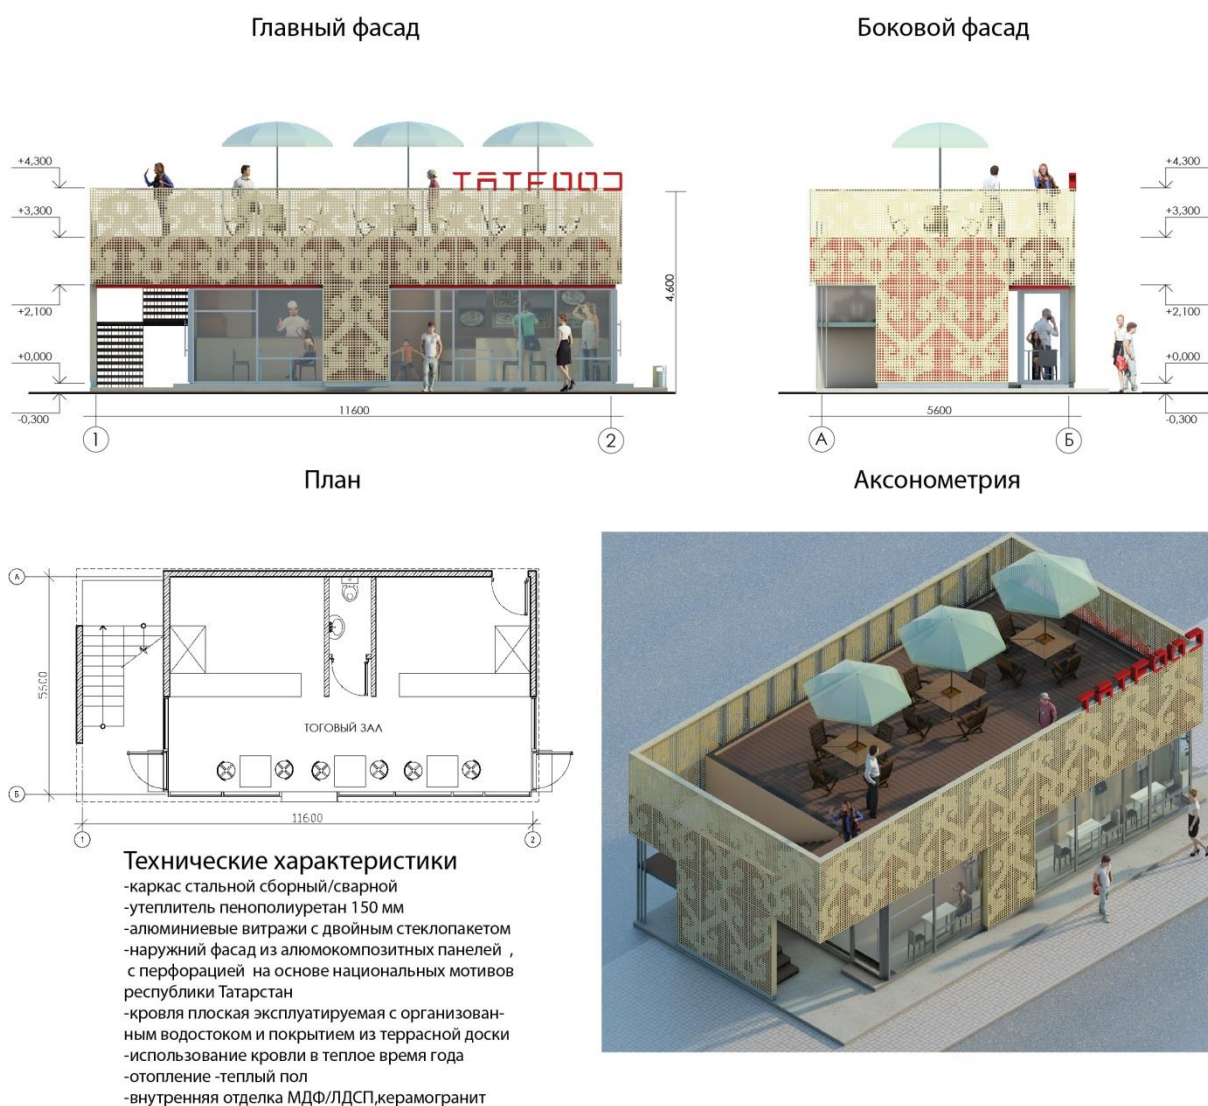 Главный фасад
Боковой фасад
+4,300
+3,300
+2,100
+0,000
-0,300
TATFOOD
4,600
11600
1
2
+4,300
+3,300
+2,100
+0,000
-0,300
5600
А
Б
План
Аксонометрия
А
Б
5600
ТОГОВЫЙ ЗАЛ
11600
1
2
TATFOOD
Технические характеристики
-каркас стальной сборный/сварной
-утеплитель пенополиуретан 150 мм
-алюминиевые витражи с двойным стеклопакетом
-наружний фасад из алюмокомпозитных панелей ,
с перфорацией на основе национальных мотивов
республики Татарстан
-кровля плоская эксплуатируемая с организован-
ным водостоком и покрытием из террасной доски
-использование кровли в теплое время года
-отопление -теплый пол
-внутренняя отделка МДФ/ЛДСП,керамогранит